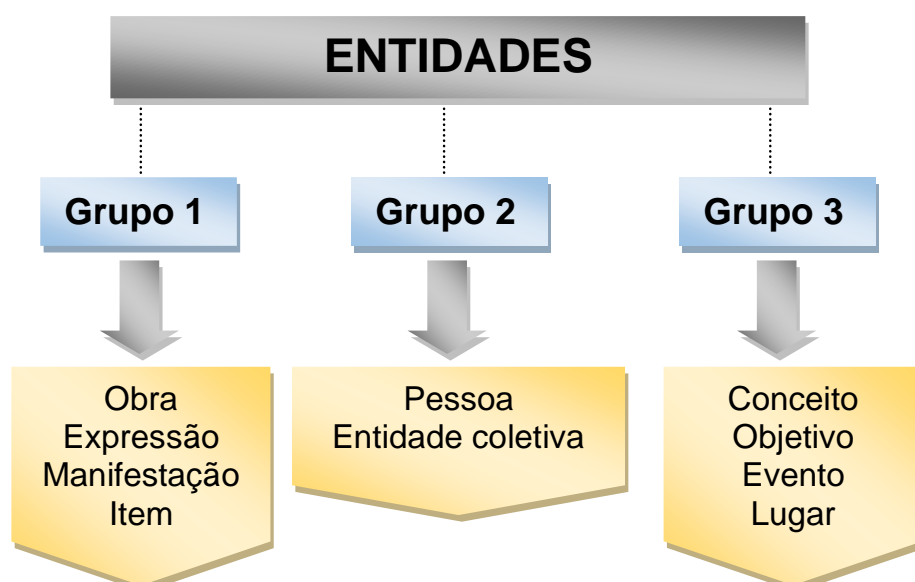 ENTIDADES
Grupo 1
Grupo 2
Grupo 3
Obra
Expressão
Manifestação
Item
Pessoa
Entidade coletiva
Conceito
Objetivo
Evento
Lugar